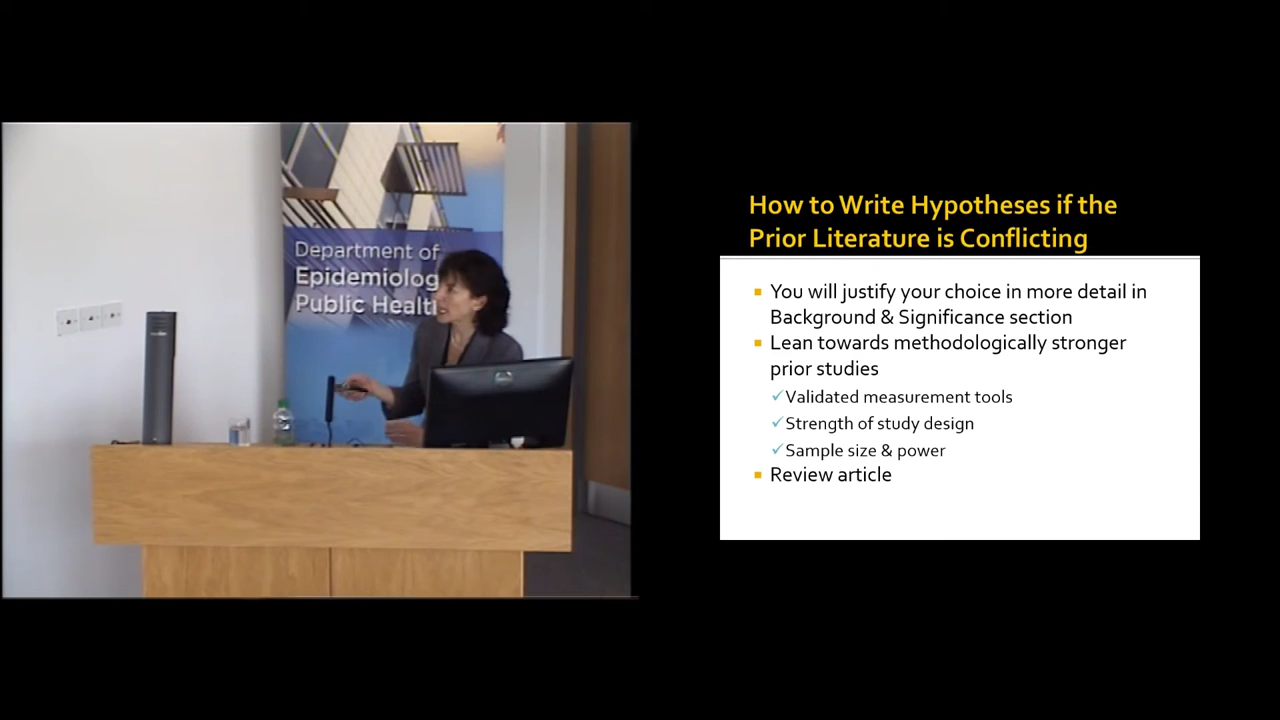 Department of
Epidemiolog
Public Healt
How to Write Hypotheses if the
Prior Literature is Conflicting
You will justify your choice in more detail in
Background & Significance section
Lean towards methodologically stronger
prior studies
Validated measurement tools
Strength of study design
Sample size & power
Review article